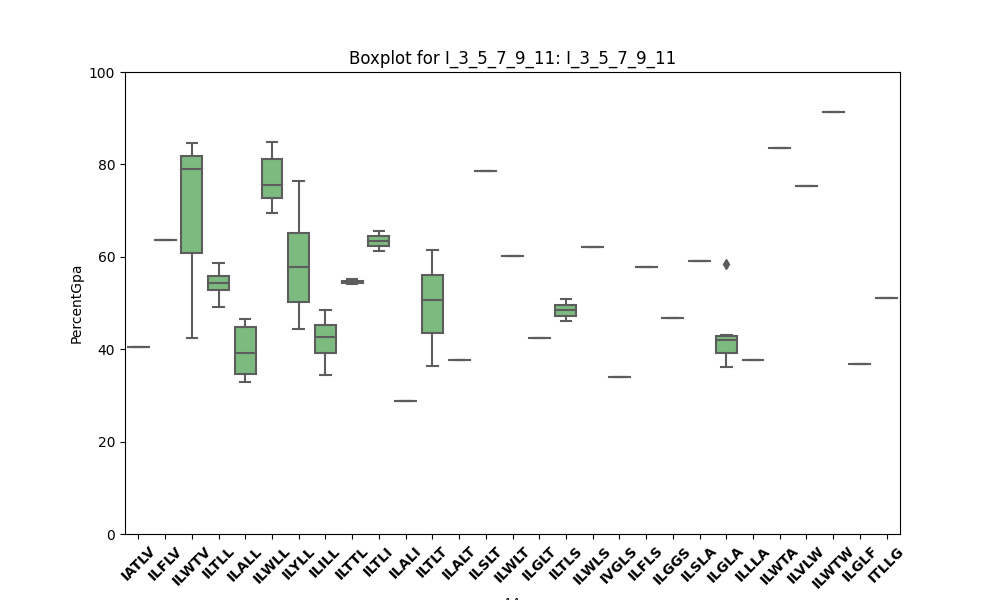 Boxplot for I_3_5_7_9_11: I_3_5_7_9_11
100
80
60
40
20
0
PercentGpa
IATLV
ILFLV
ILWTV
ILTLL
ILALL
ILWLL
ILYLL
ILILL
ILTTL
ILTLI
ILALI
ILTLT
ILALT
ILSLT
ILWLT
ILGLT
ILTLS
ILWLS
IVGLS
ILFLS
ILGGS
ILSLA
ILGLA
ILLLA
ILWTA
ILVLW
ILWTW
ILGLF
ITLLG